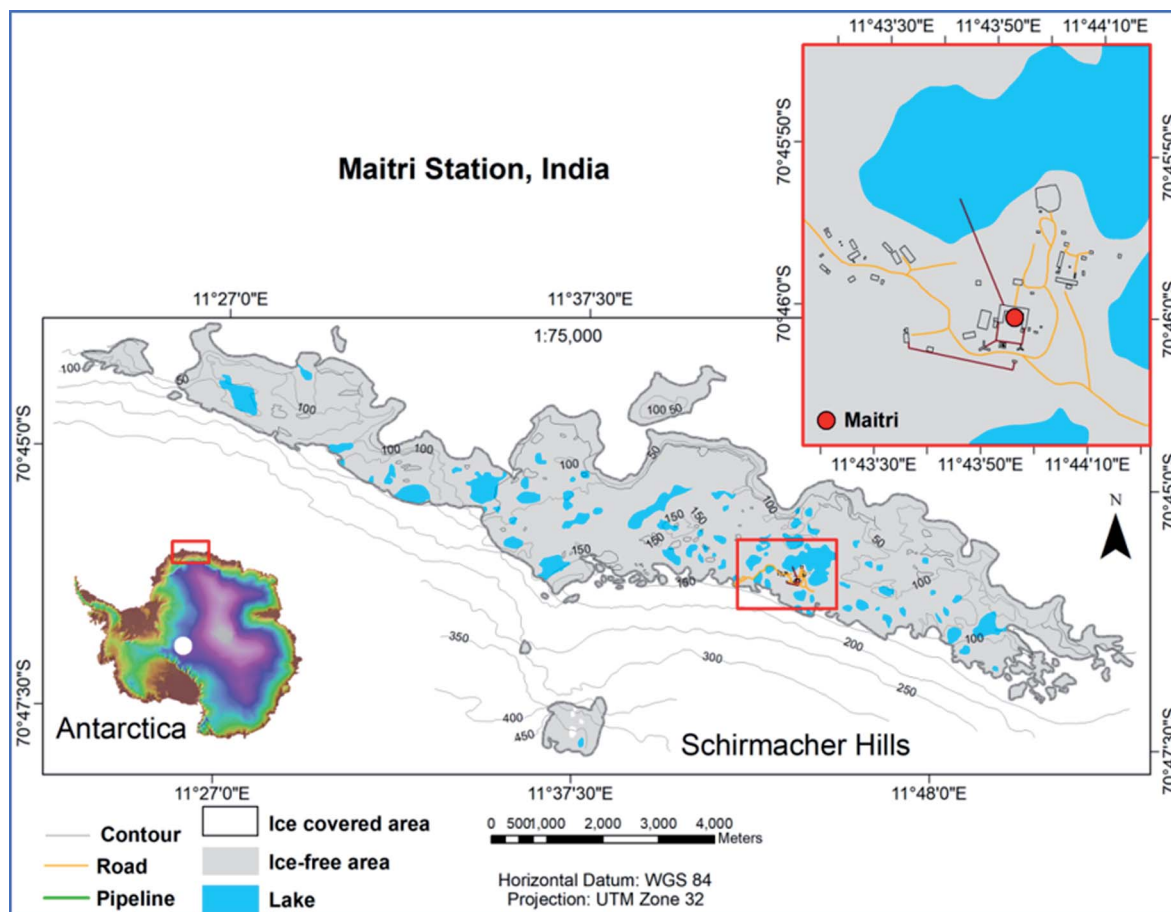 11°43'30"E 11°43'50"E 11°44'10"E
70°45'50"S
70°45'50"S
Maitri Station, India
70°46'0"S
70°46'0"S
11°27'0"E 11°37'30"E
1:75,000
Maitri
11°43'30"E 11°43'50"E 11°44'10"E
100
50
100
100 50
70°45'0"S
100
100
100
50
100
70°45'0"S
150
150
150
150
150
50
N
100
100
350
200
300
250
400
450
70°47'30"S
Antarctica
Schirmacher Hills
70°47'30"S
11°27'0"E 11°37'30"E 11°48'0"E
Contour
Road
Pipeline
Ice covered area
Ice-free area
Lake
0 500 1,000 2,000 3,000 4,000
Meters
Horizontal Datum: WGS 84
Projection: UTM Zone 32